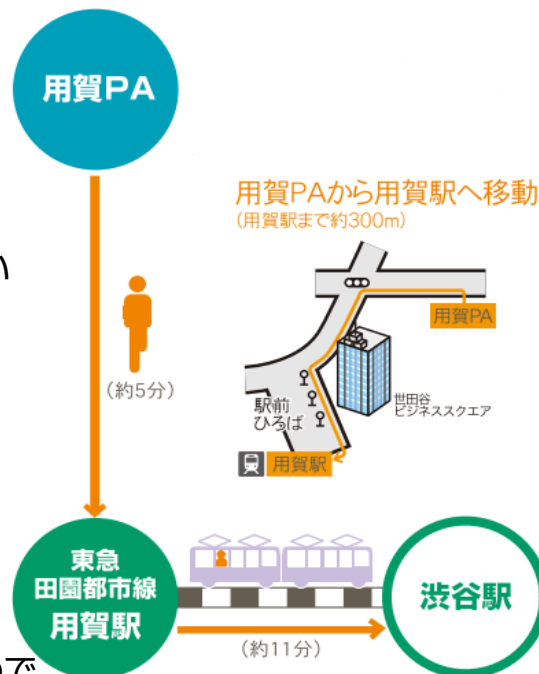 用賀PA
用賀PAから用賀駅へ移動
(用賀駅まで約300m)
い
用賀PA
(約5分)
世田谷
ビジネススクエア
駅前
ひろば
用賀駅
東急
田園都市線
用賀駅
渋谷駅
(約11分)
で